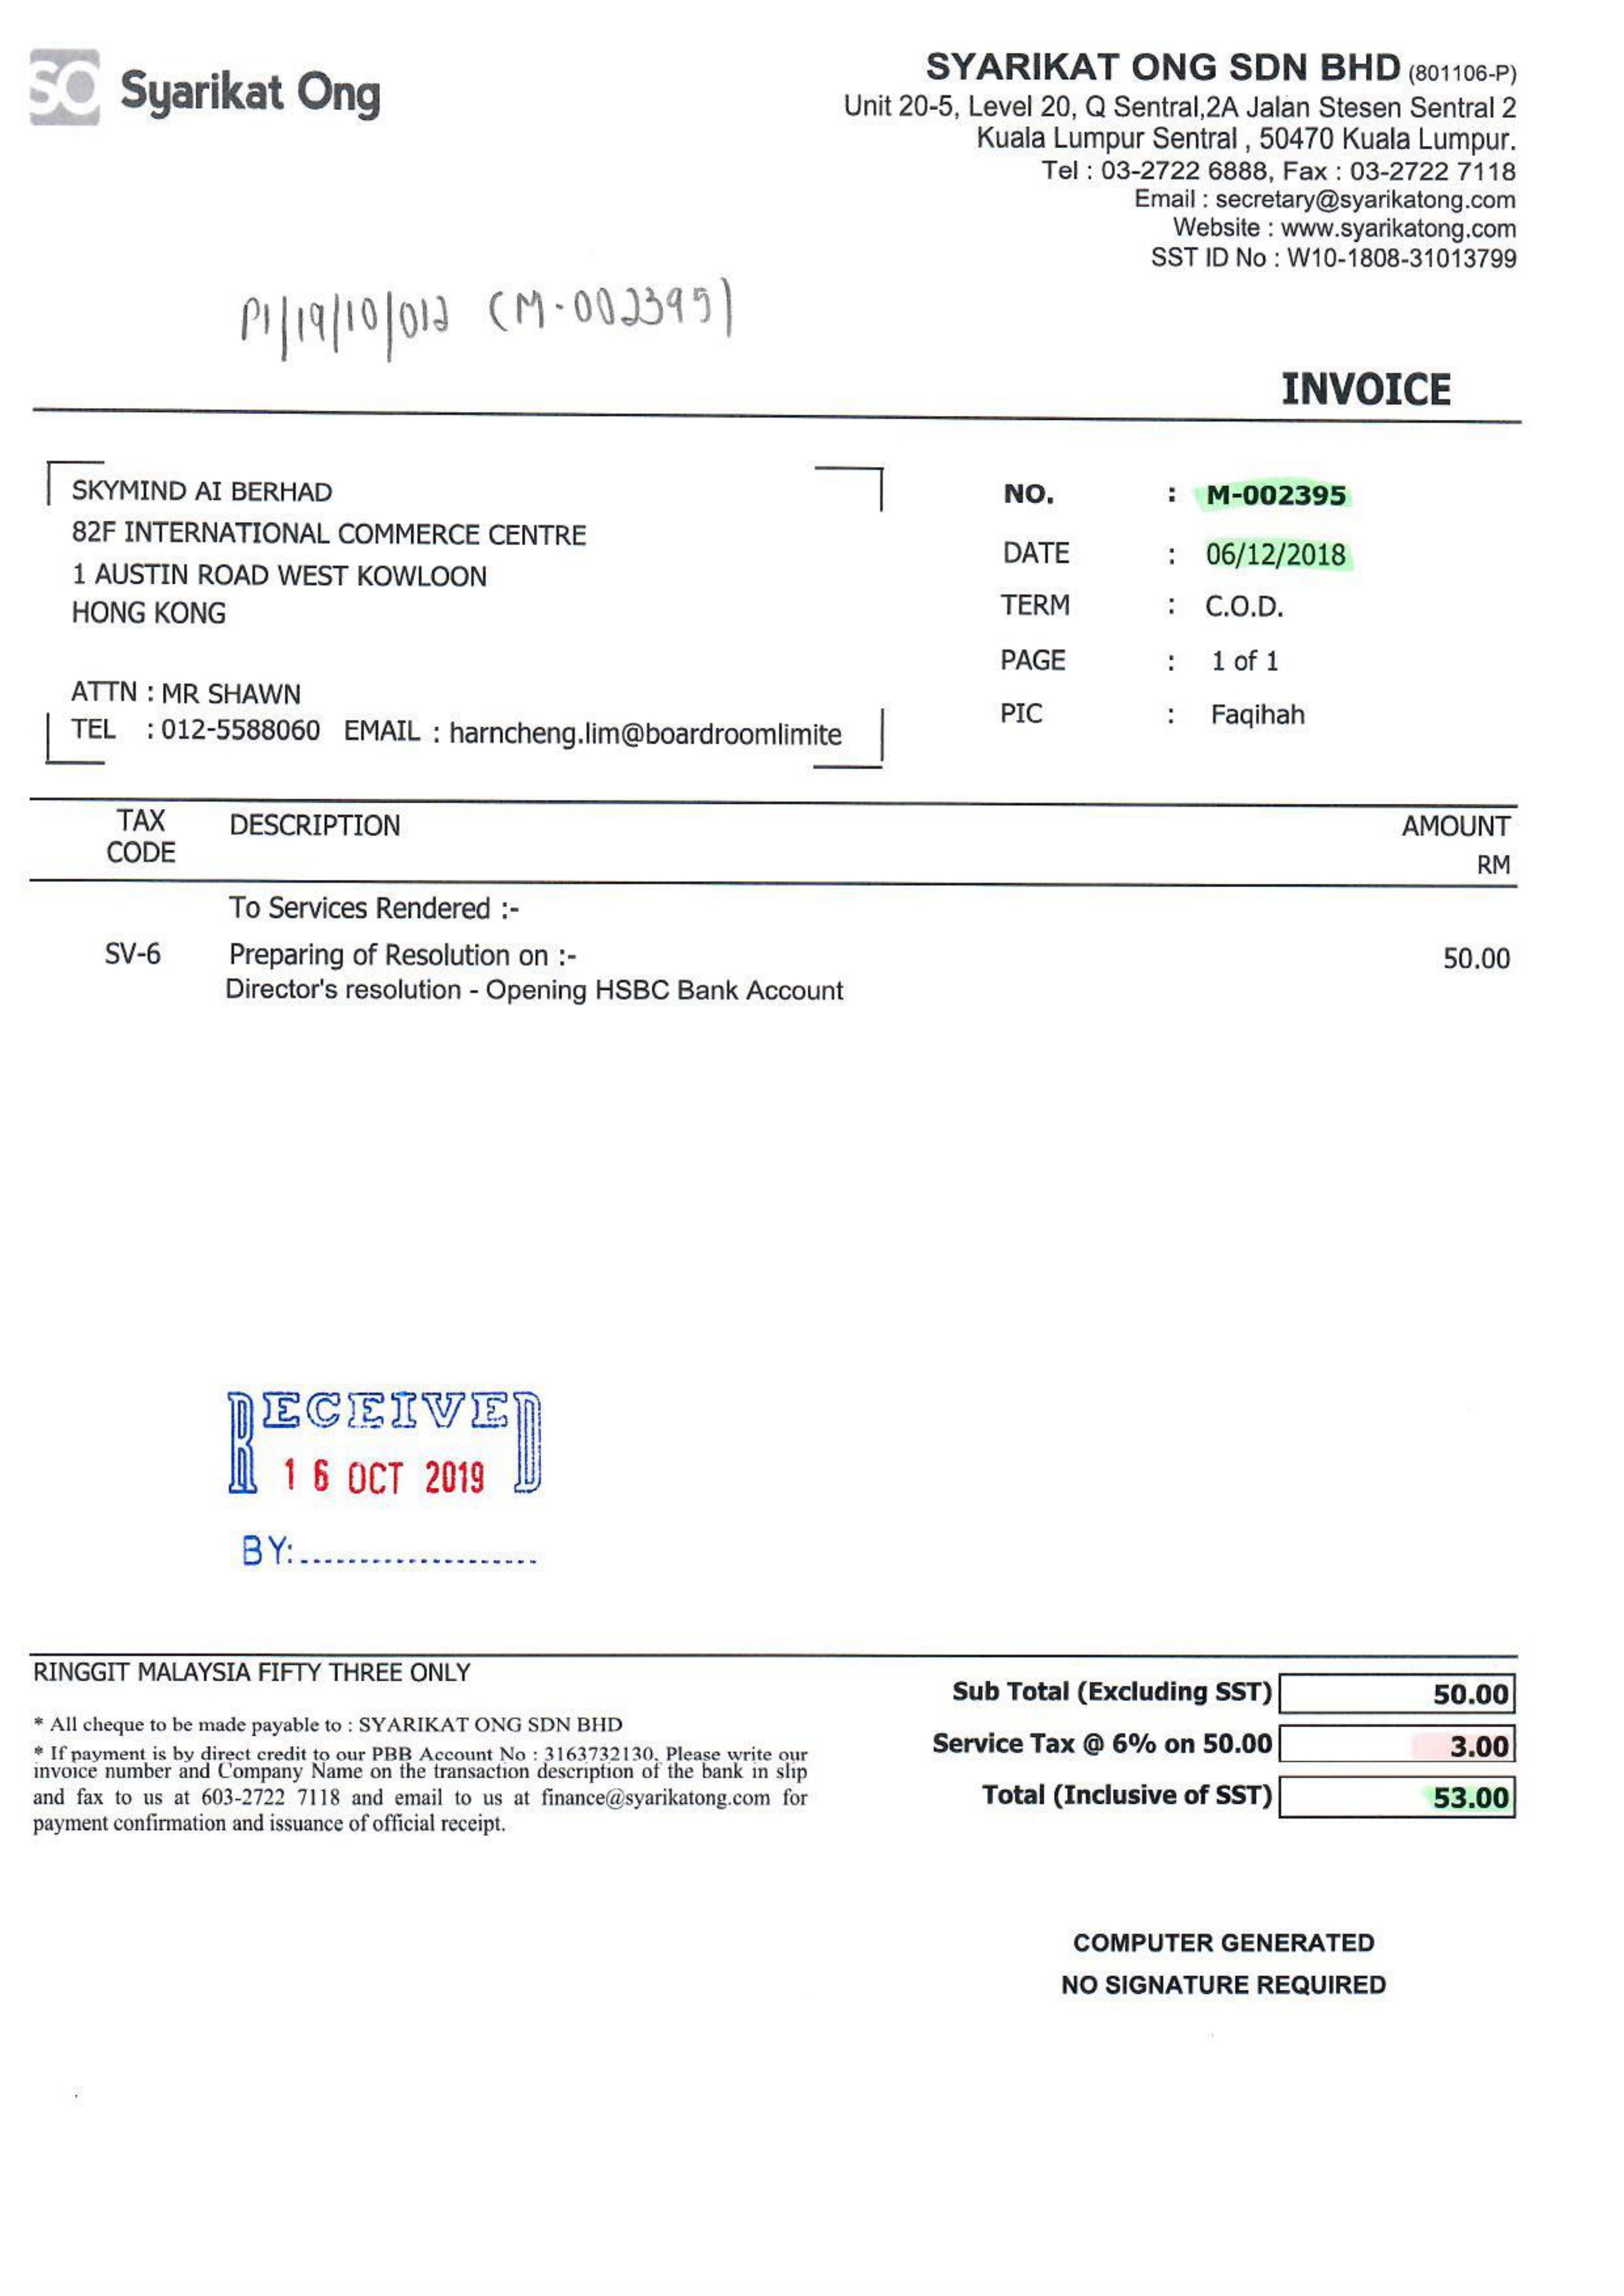 SO Syarikat Ong
SYARIKAT ONG SDN BHD (801106-P)
Unit 20-5, Level 20, Q Sentral,2A Jalan Stesen Sentral 2
Kuala Lumpur Sentral , 50470 Kuala Lumpur.
Tel : 03-2722 6888, Fax : 03-2722 7118
Email : secretary@syarikatong.com
Website : www.syarikatong.com
SST ID No : W10-1808-31013799
PI/19/10/012 (M-002395)
INVOICE
SKYMIND AI BERHAD
82F INTERNATIONAL COMMERCE CENTRE
1 AUSTIN ROAD WEST KOWLOON
HONG KONG
ATTN : MR SHAWN
TEL : 012-5588060 EMAIL : harncheng.lim@boardroomlimite
NO. : M-002395
DATE : 06/12/2018
TERM : C.O.D.
PAGE : 1 of 1
PIC : Faqihah
TAX CODE DESCRIPTION AMOUNT
RM
To Services Rendered :-
SV-6 Preparing of Resolution on :- 50.00
Director's resolution - Opening HSBC Bank Account
RECEIVED
16 OCT 2019
BY:
RINGGIT MALAYSIA FIFTY THREE ONLY
* All cheque to be made payable to : SYARIKAT ONG SDN BHD
* If payment is by direct credit to our PBB Account No : 3163732130. Please write our
invoice number and Company Name on the transaction description of the bank in slip
and fax to us at 603-2722 7118 and email to us at finance@syarikatong.com for
payment confirmation and issuance of official receipt.
Sub Total (Excluding SST) 50.00
Service Tax @ 6% on 50.00 3.00
Total (Inclusive of SST) 53.00
COMPUTER GENERATED
NO SIGNATURE REQUIRED